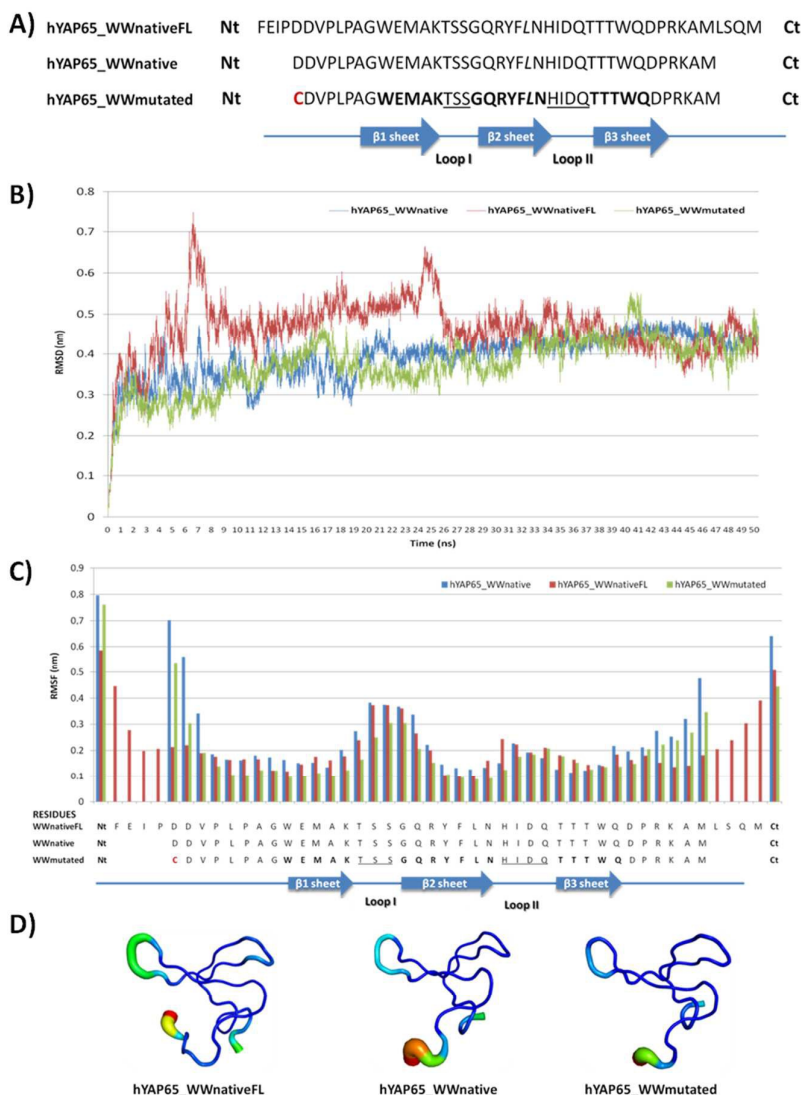 A)
hYAP65_WWnativeFL Nt FEIPDDVPLPAGWEMAKTSSGQRYFLNHIDQTTTWQDPRKAMLSQM Ct
hYAP65_WWnative Nt DDVPLPAGWEMAKTSSGQRYFLNHIDQTTTWQDPRKAM Ct
hYAP65_WWmutated Nt CDVPLPAGWEMAKTSSGQRYFLNHIDQTTTWQDPRKAM Ct
β1 sheet β2 sheet β3 sheet
Loop I Loop II
B)
0.8
hYAP65_WWnative hYAP65_WWnativeFL hYAP65_WWmutated
0.7
0.6
0.5
0.4
0.3
0.2
0.1
0
RMSD (nm)
0 1 2 3 4 5 6 7 8 9 10 11 12 13 14 15 16 17 18 19 20 21 22 23 24 25 26 27 28 29 30 31 32 33 34 35 36 37 38 39 40 41 42 43 44 45 46 47 48 49 50
Time (ns)
C)
0.9
hYAP65_WWnative hYAP65_WWnativeFL hYAP65_WWmutated
0.8
0.7
0.6
0.5
0.4
0.3
0.2
0.1
0
RMSF (nm)
RESIDUES
WWnativeFL Nt F E I P D D V P L P A G W E M A K T S S G Q R Y F L N H I D Q T T T W Q D P R K A M L S Q M Ct
WWnative Nt D D V P L P A G W E M A K T S S G Q R Y F L N H I D Q T T T W Q D P R K A M Ct
WWmutated Nt C D V P L P A G W E M A K T S S G Q R Y F L N H I D Q T T T W Q D P R K A M Ct
β1 sheet β2 sheet β3 sheet
Loop I Loop II
D)
hYAP65_WWnativeFL hYAP65_WWnative hYAP65_WWmutated